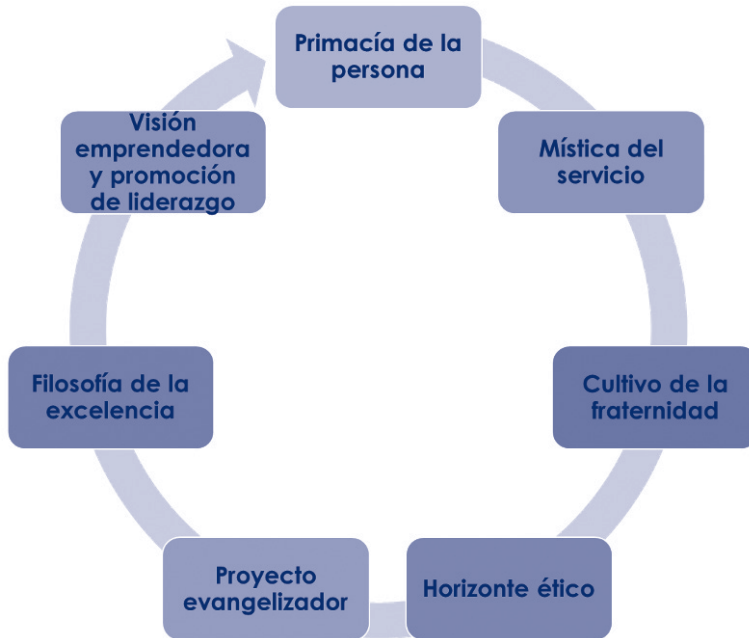 Primacía de la
persona
Mística del
servicio
Cultivo de la
fraternidad
Horizonte ético
Proyecto
evangelizador
Filosofía de la
excelencia
Visión
emprendedora
y promoción
de liderazgo